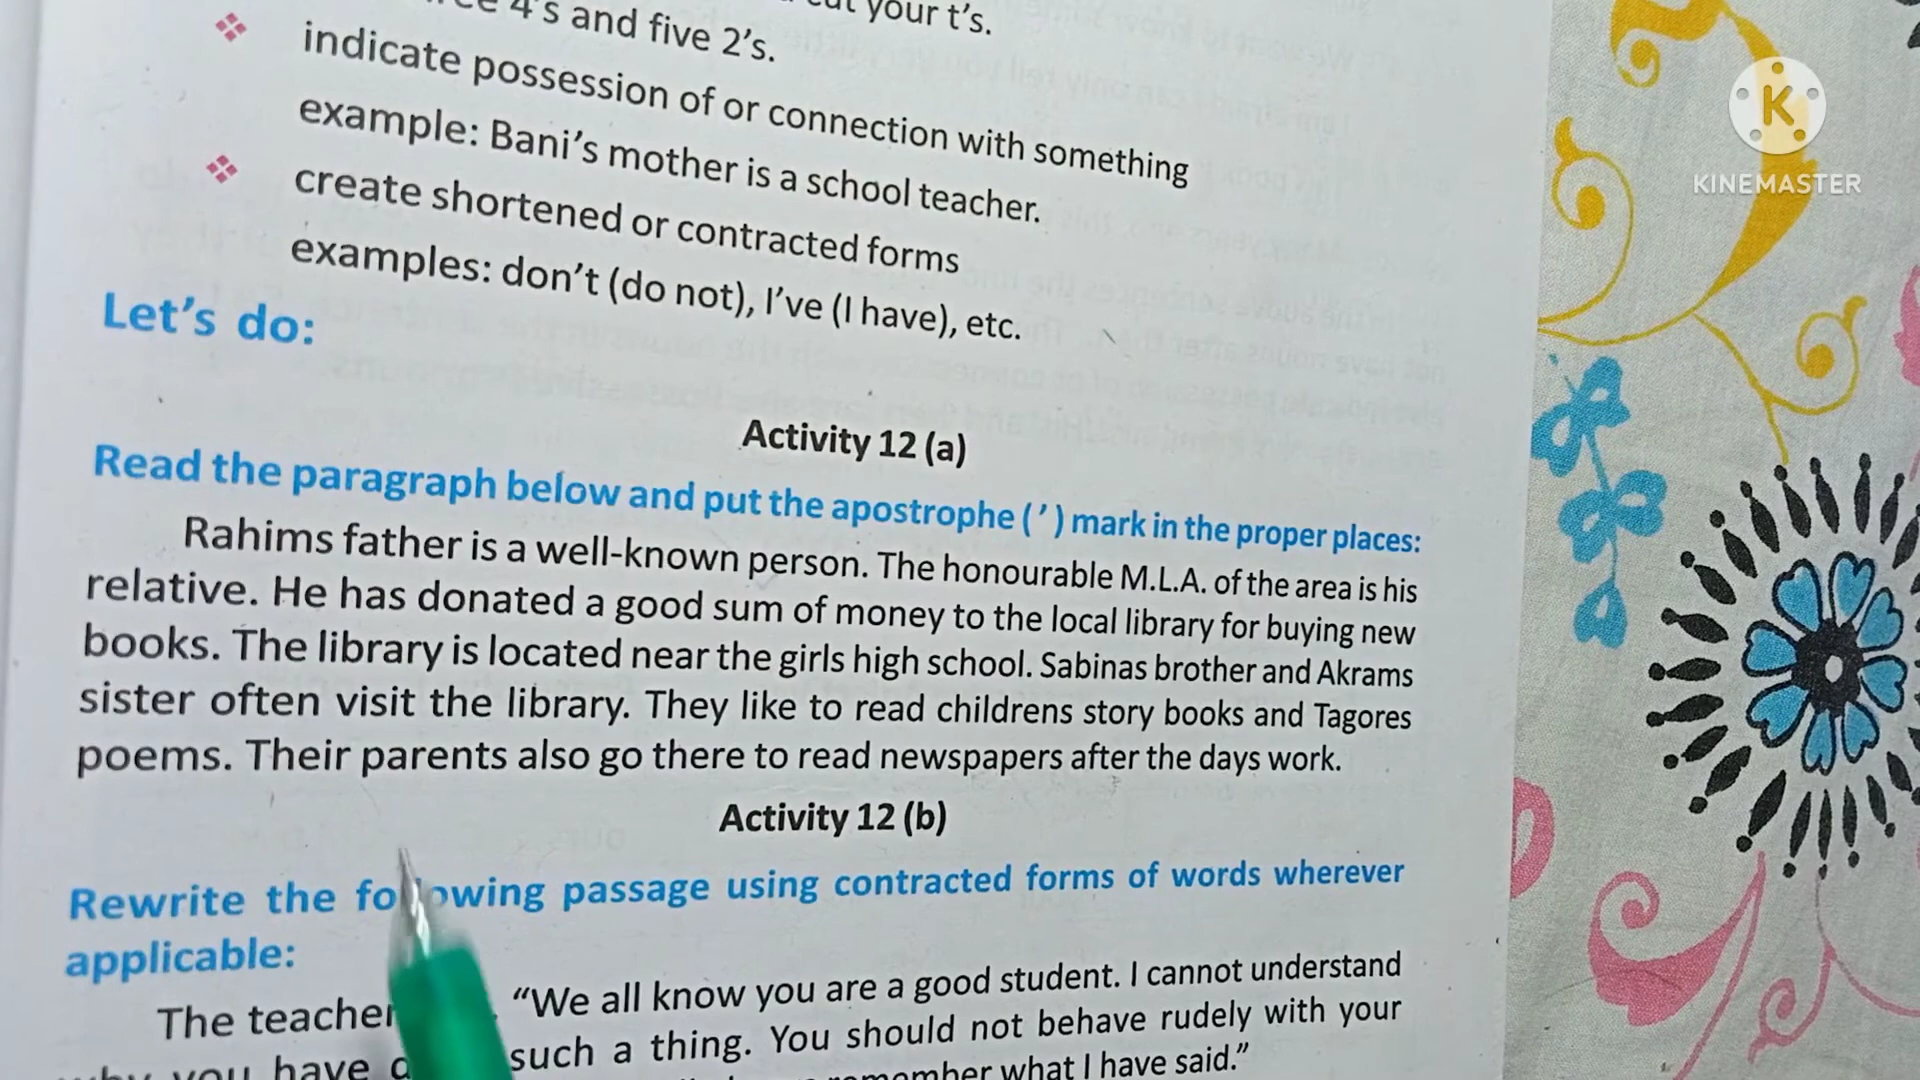 4's and five 2's.
your t's.
❖ indicate possession of or connection with something
example: Bani's mother is a school teacher.
❖ create shortened or contracted forms
examples: don't (do not), I've (I have), etc.
Let's do:
Activity 12 (a)
Read the paragraph below and put the apostrophe (') mark in the proper places:
Rahims father is a well-known person. The honourable M.L.A. of the area is his
relative. He has donated a good sum of money to the local library for buying new
books. The library is located near the girls high school. Sabinas brother and Akrams
sister often visit the library. They like to read childrens story books and Tagores
poems. Their parents also go there to read newspapers after the days work.
Activity 12 (b)
Rewrite the following passage using contracted forms of words wherever
applicable:
The teacher "We all know you are a good student. I cannot understand
why you have such a thing. You should not behave rudely with your
remember what I have said."
K
KINEMASTER